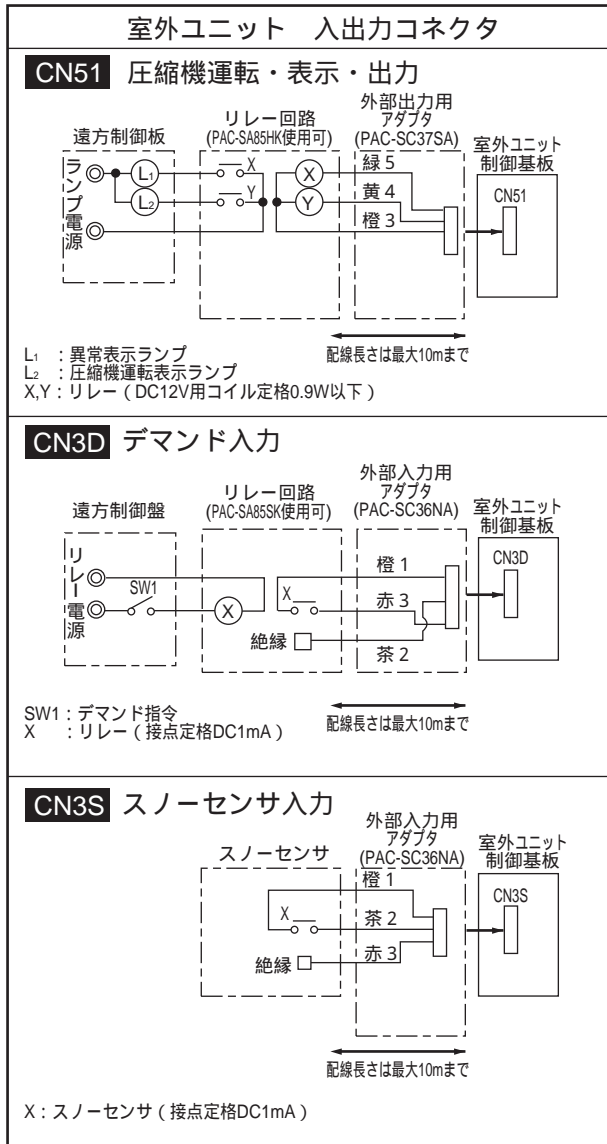 室外ユニット 入出力コネクタ
CN51 圧縮機運転・表示・出力
遠方制御板
リレー回路
(PAC-SA85HK使用可)
外部出力用
アダプタ
(PAC-SC37SA)
室外ユニット
制御基板
ランプ電源
L1
L2
X
Y
X
Y
緑 5
黄 4
橙 3
CN51
配線長さは最大10mまで
L1 : 異常表示ランプ
L2 : 圧縮機運転表示ランプ
X,Y : リレー ( DC12V用コイル定格0.9W以下 )
CN3D デマンド入力
遠方制御盤
リレー回路
(PAC-SA85SK使用可)
外部入力用
アダプタ
(PAC-SC36NA)
室外ユニット
制御基板
リレー電源
SW1
X
X
絶縁
橙 1
赤 3
茶 2
CN3D
配線長さは最大10mまで
SW1 : デマンド指令
X : リレー ( 接点定格DC1mA )
CN3S スノーセンサ入力
スノーセンサ
外部入力用
アダプタ
(PAC-SC36NA)
室外ユニット
制御基板
X
絶縁
橙 1
茶 2
赤 3
CN3S
配線長さは最大10mまで
X : スノーセンサ ( 接点定格DC1mA )